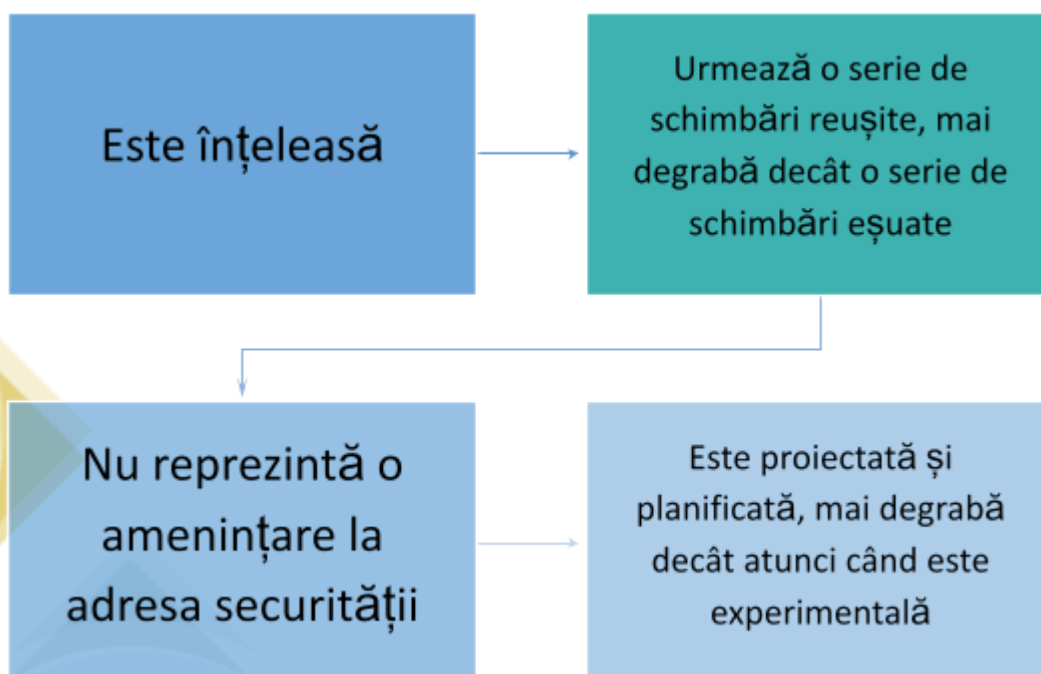 Este înțeleasă
Urmează o serie de
schimbări reușite, mai
degrabă decât o serie de
schimbări eșuate
Nu reprezintă o
amenințare la
adresa securității
Este proiectată și
planificată, mai degrabă
decât atunci când este
experimentală